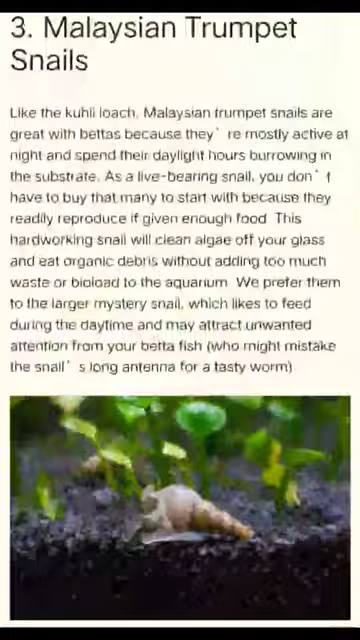 3. Malaysian Trumpet
Snails
Like the kuhli loach, Malaysian trumpet snails are
great with bettas because they`re mostly active at
night and spend their daylight hours burrowing in
the substrate. As a live-bearing snail, you don`t
have to buy that many to start with because they
readily reproduce if given enough food. This
hardworking snail will clean algae off your glass
and eat organic debris without adding too much
waste or bioload to the aquarium. We prefer them
to the larger mystery snail, which likes to feed
during the daytime and may attract unwanted
attention from your betta fish (who might mistake
the snail`s long antenna for a tasty worm)